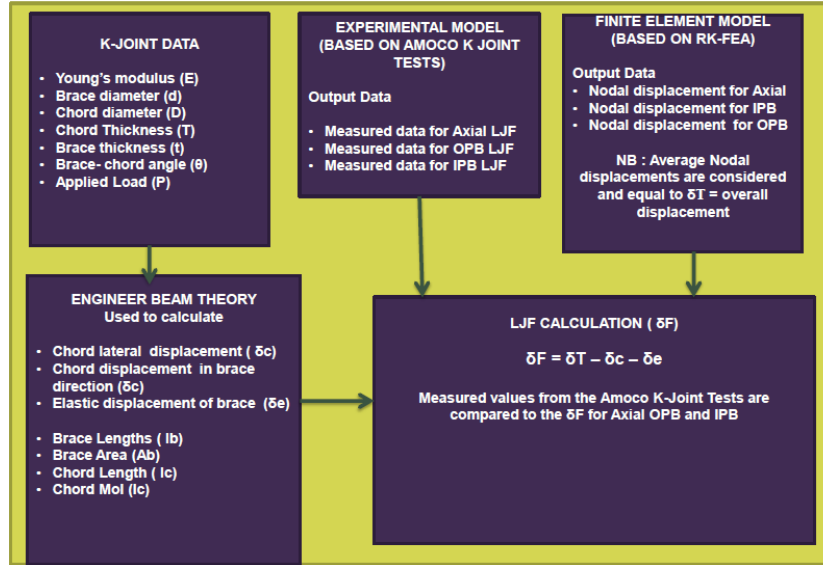 K-JOINT DATA
• Young's modulus (E)
• Brace diameter (d)
• Chord diameter (D)
• Chord Thickness (T)
• Brace thickness (t)
• Brace- chord angle (θ)
• Applied Load (P)
EXPERIMENTAL MODEL
(BASED ON AMOCO K JOINT
TESTS)
Output Data
• Measured data for Axial LJF
• Measured data for OPB LJF
• Measured data for IPB LJF
FINITE ELEMENT MODEL
(BASED ON RK-FEA)
Output Data
• Nodal displacement for Axial
• Nodal displacement for IPB
• Nodal displacement for OPB
NB : Average Nodal
displacements are considered
and equal to δT = overall
displacement
ENGINEER BEAM THEORY
Used to calculate
• Chord lateral displacement ( δc)
• Chord displacement in brace
direction (δc)
• Elastic displacement of brace (δe)
• Brace Lengths ( lb)
• Brace Area (Ab)
• Chord Length ( lc)
• Chord MoI (Ic)
LJF CALCULATION ( δF)
δF = δT – δc – δe
Measured values from the Amoco K-Joint Tests are
compared to the δF for Axial OPB and IPB